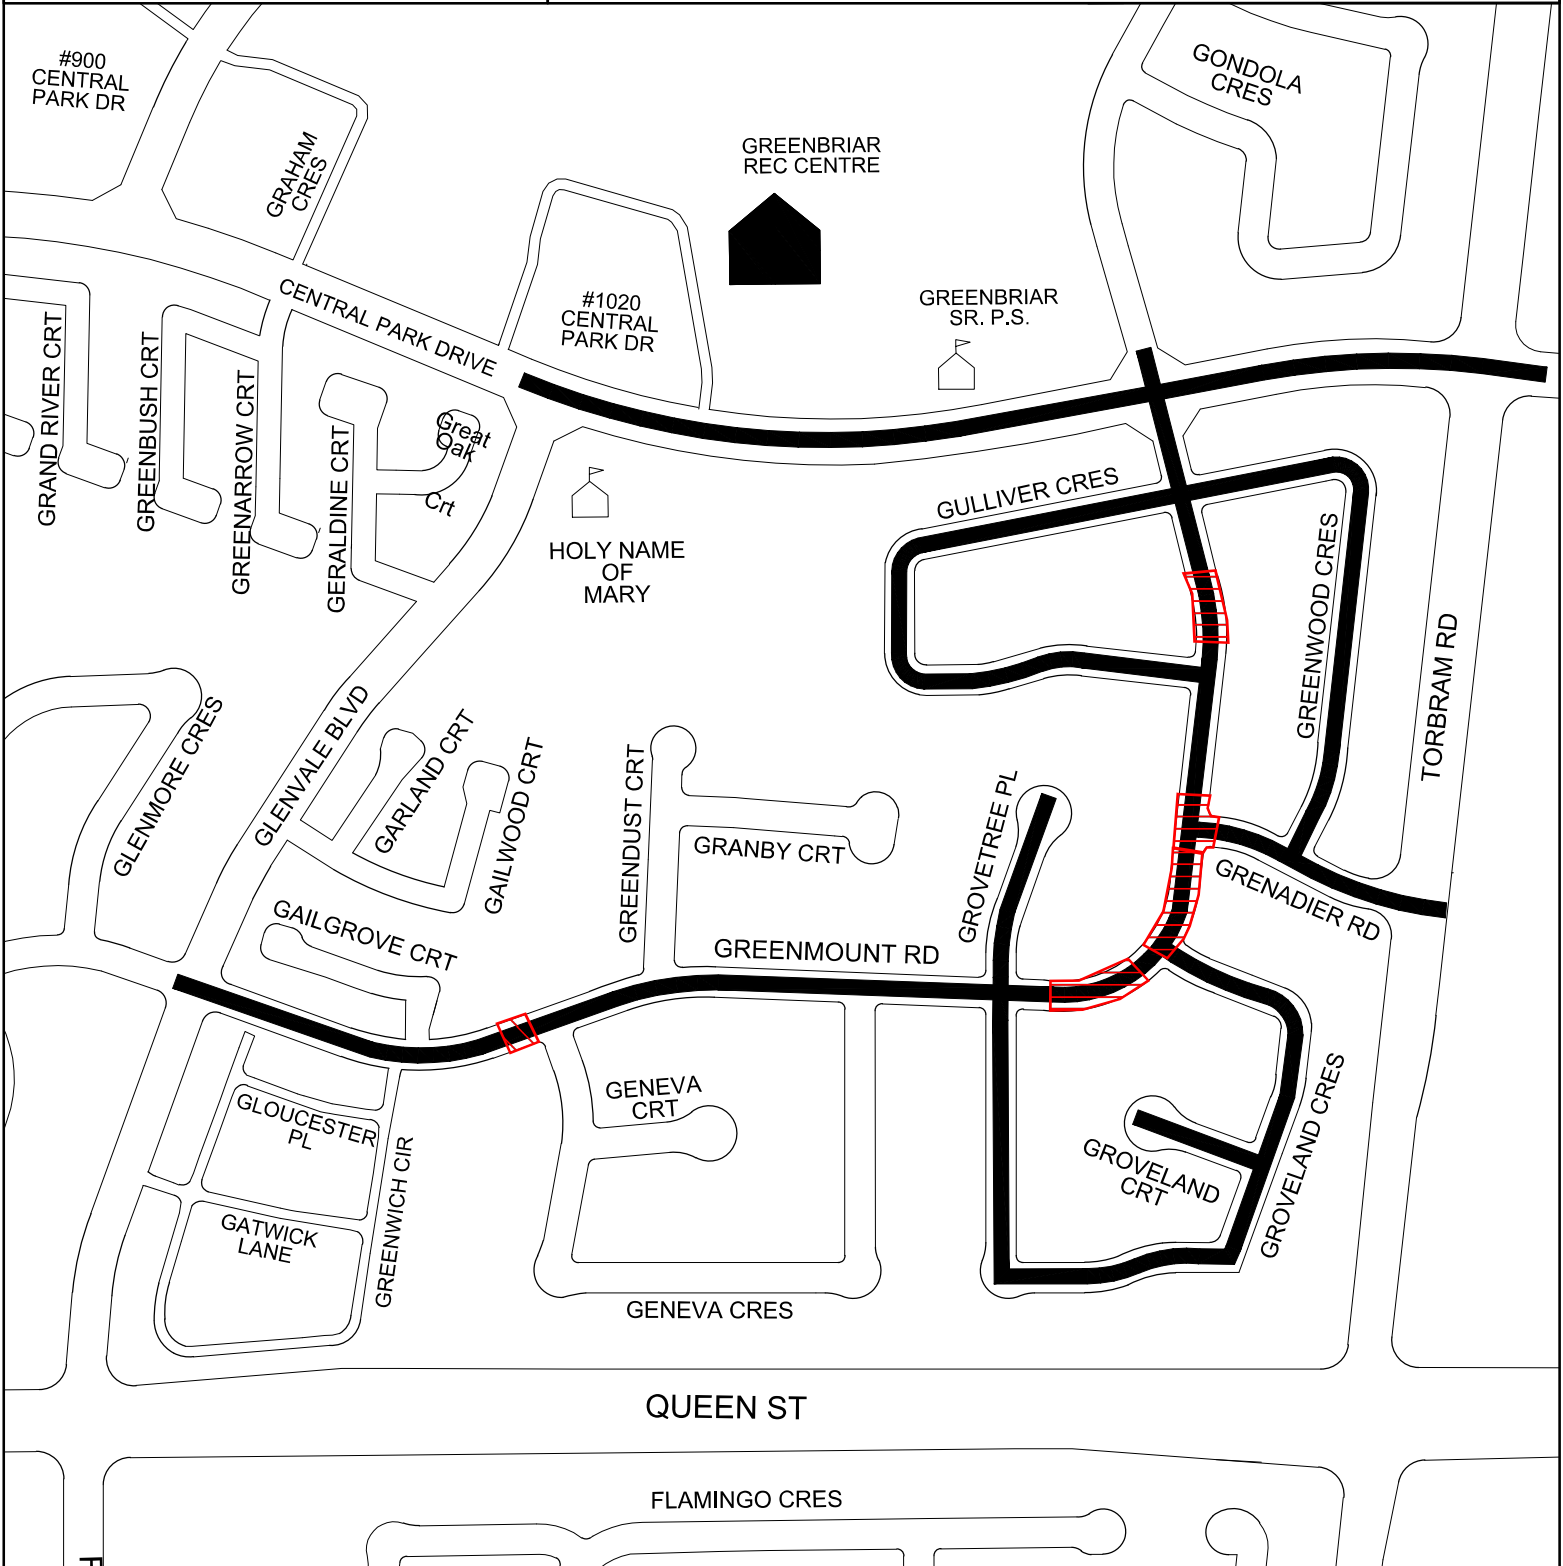 #900
CENTRAL
PARK DR
GONDOLA
CRES
GRAHAM
CRES
GREENBRIAR
REC CENTRE
CENTRAL PARK DRIVE
#1020
CENTRAL
PARK DR
GREENBRIAR
SR. P.S.
GRAND RIVER CRT
GREENBUSH CRT
GREENARROW CRT
GERALDINE CRT
Great
Oak
Crt
HOLY NAME
OF
MARY
GULLIVER CRES
GREENWOOD CRES
TORBRAM RD
GLENMORE CRES
GLENVALE BLVD
GARLAND CRT
GAILWOOD CRT
GREENDUST CRT
GRANBY CRT
GROVETREE PL
GRENADIER RD
GAILGROVE CRT
GREENMOUNT RD
GENEVA
CRT
GLOUCESTER
PL
GREENWICH CIR
GATWICK
LANE
GROVELAND
CRT
GROVELAND CRES
GENEVA CRES
QUEEN ST
FLAMINGO CRES